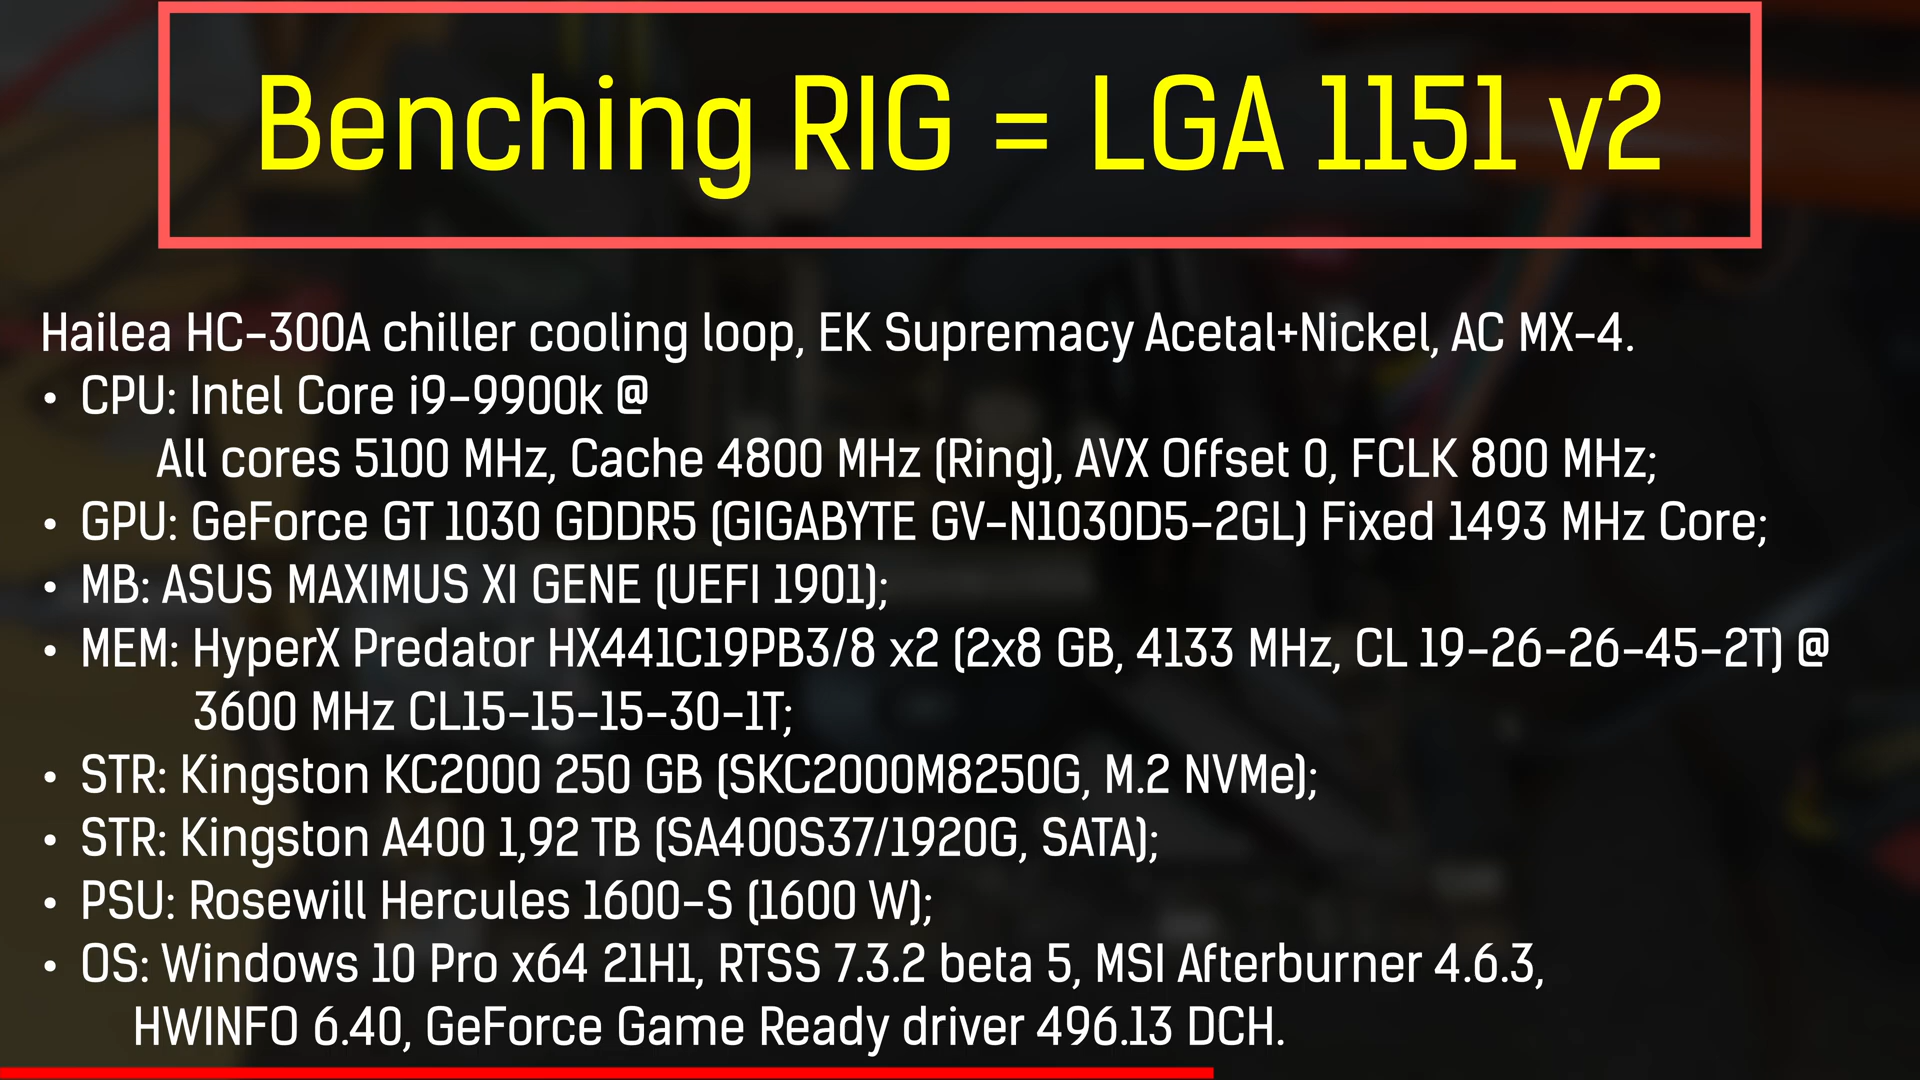 Benching RIG = LGA 1151 v2
Hailea HC-300A chiller cooling loop, EK Supremacy Acetal+Nickel, AC MX-4.
• CPU: Intel Core i9-9900k @
All cores 5100 MHz, Cache 4800 MHz (Ring), AVX Offset 0, FCLK 800 MHz;
• GPU: GeForce GT 1030 GDDR5 (GIGABYTE GV-N1030D5-2GL) Fixed 1493 MHz Core;
• MB: ASUS MAXIMUS XI GENE (UEFI 1901);
• MEM: HyperX Predator HX441C19PB3/8 x2 (2x8 GB, 4133 MHz, CL 19-26-26-45-2T) @
3600 MHz CL15-15-15-30-1T;
• STR: Kingston KC2000 250 GB (SKC2000M8250G, M.2 NVMe);
• STR: Kingston A400 1,92 TB (SA400S37/1920G, SATA);
• PSU: Rosewill Hercules 1600-S (1600 W);
• OS: Windows 10 Pro x64 21H1, RTSS 7.3.2 beta 5, MSI Afterburner 4.6.3,
HWINFO 6.40, GeForce Game Ready driver 496.13 DCH.